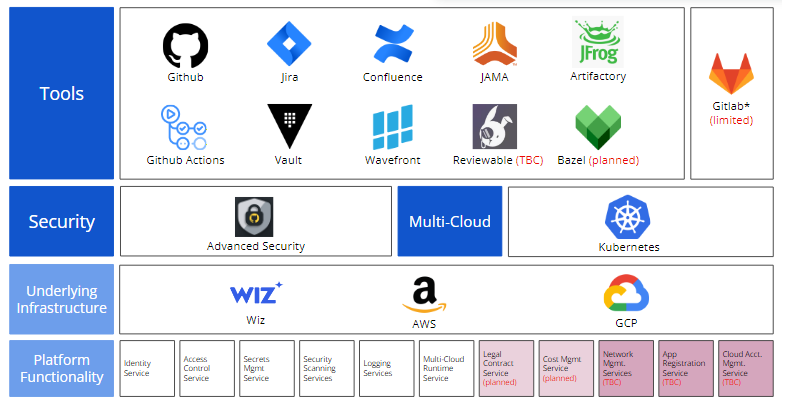 Tools
Github
Jira
Confluence
JAMA
JFrog
Artifactory
Gitlab*
(limited)
Github Actions
Vault
Wavefront
Reviewable (TBC)
Bazel (planned)
Security
Advanced Security
Multi-Cloud
Kubernetes
Underlying
Infrastructure
WIZ
Wiz
a
AWS
GCP
Platform
Functionality
Identity
Service
Access
Control
Service
Secrets
Mgmt
Service
Security
Scanning
Services
Logging
Services
Multi-Cloud
Runtime
Service
Legal
Contract
Service
(planned)
Cost Mgmt
Service
(planned)
Network
Mgmt.
Services
(TBC)
App
Registration
Service
(TBC)
Cloud Acct.
Mgmt.
Service
(TBC)